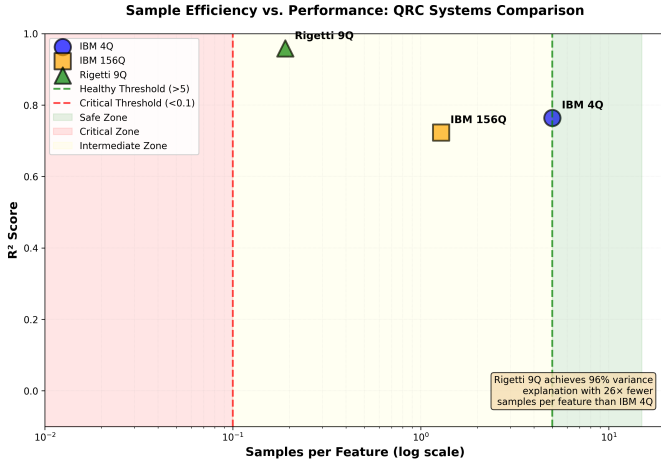 Sample Efficiency vs. Performance: QRC Systems Comparison
Rigetti 9Q
IBM 156Q
IBM 4Q
IBM 4Q
IBM 156Q
Rigetti 9Q
Healthy Threshold (>5)
Critical Threshold (<0.1)
Safe Zone
Critical Zone
Intermediate Zone
R² Score
1.0
0.8
0.6
0.4
0.2
0.0
Rigetti 9Q achieves 96% variance
explanation with 26× fewer
samples per feature than IBM 4Q
10⁻²
10⁻¹
10⁰
10¹
Samples per Feature (log scale)